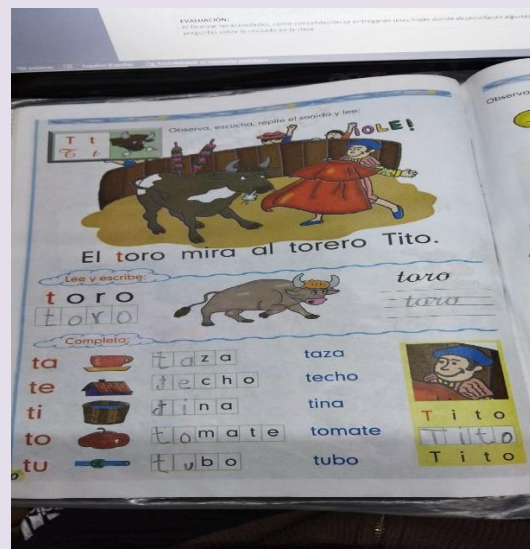 EVALUACIÓN:
Observa, escucha, repite el sonido y lee:
T t
T t
¡OLE!
El toro mira al torero Tito.
Lee y escribe:
toro
toro
toro
toro
Completa:
ta taza taza
te techo techo
ti tina tina
to tomate tomate
tu tubo tubo
Tito
Tito
Tito
Observa